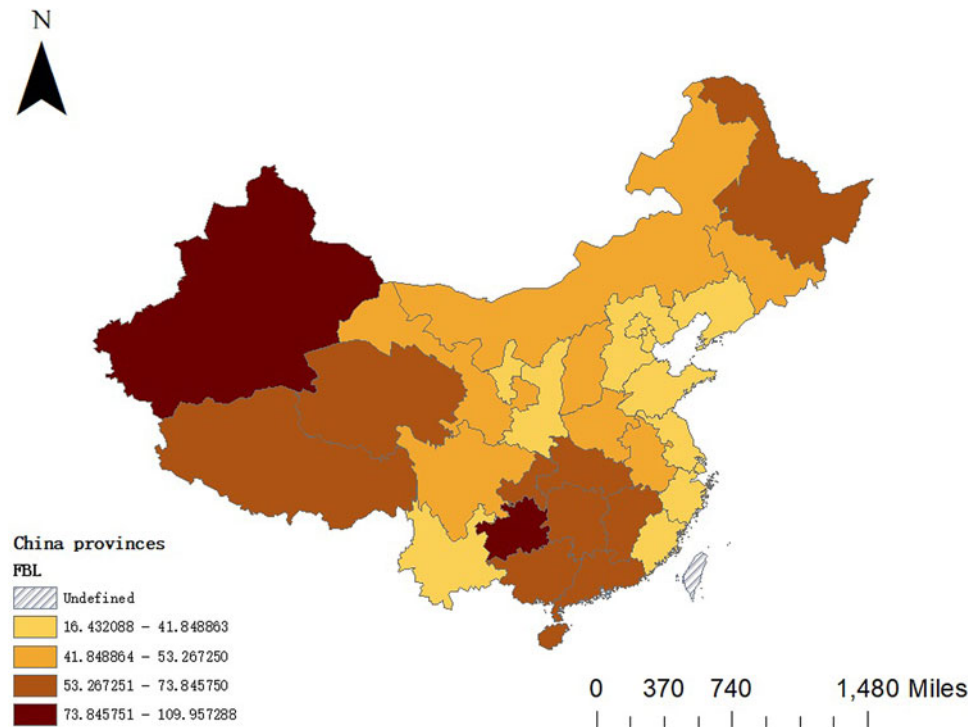 N
China provinces
FBL
Undefined
16.432088 - 41.848863
41.848864 - 53.267250
53.267251 - 73.845750
73.845751 - 109.957288
0 370 740 1,480 Miles